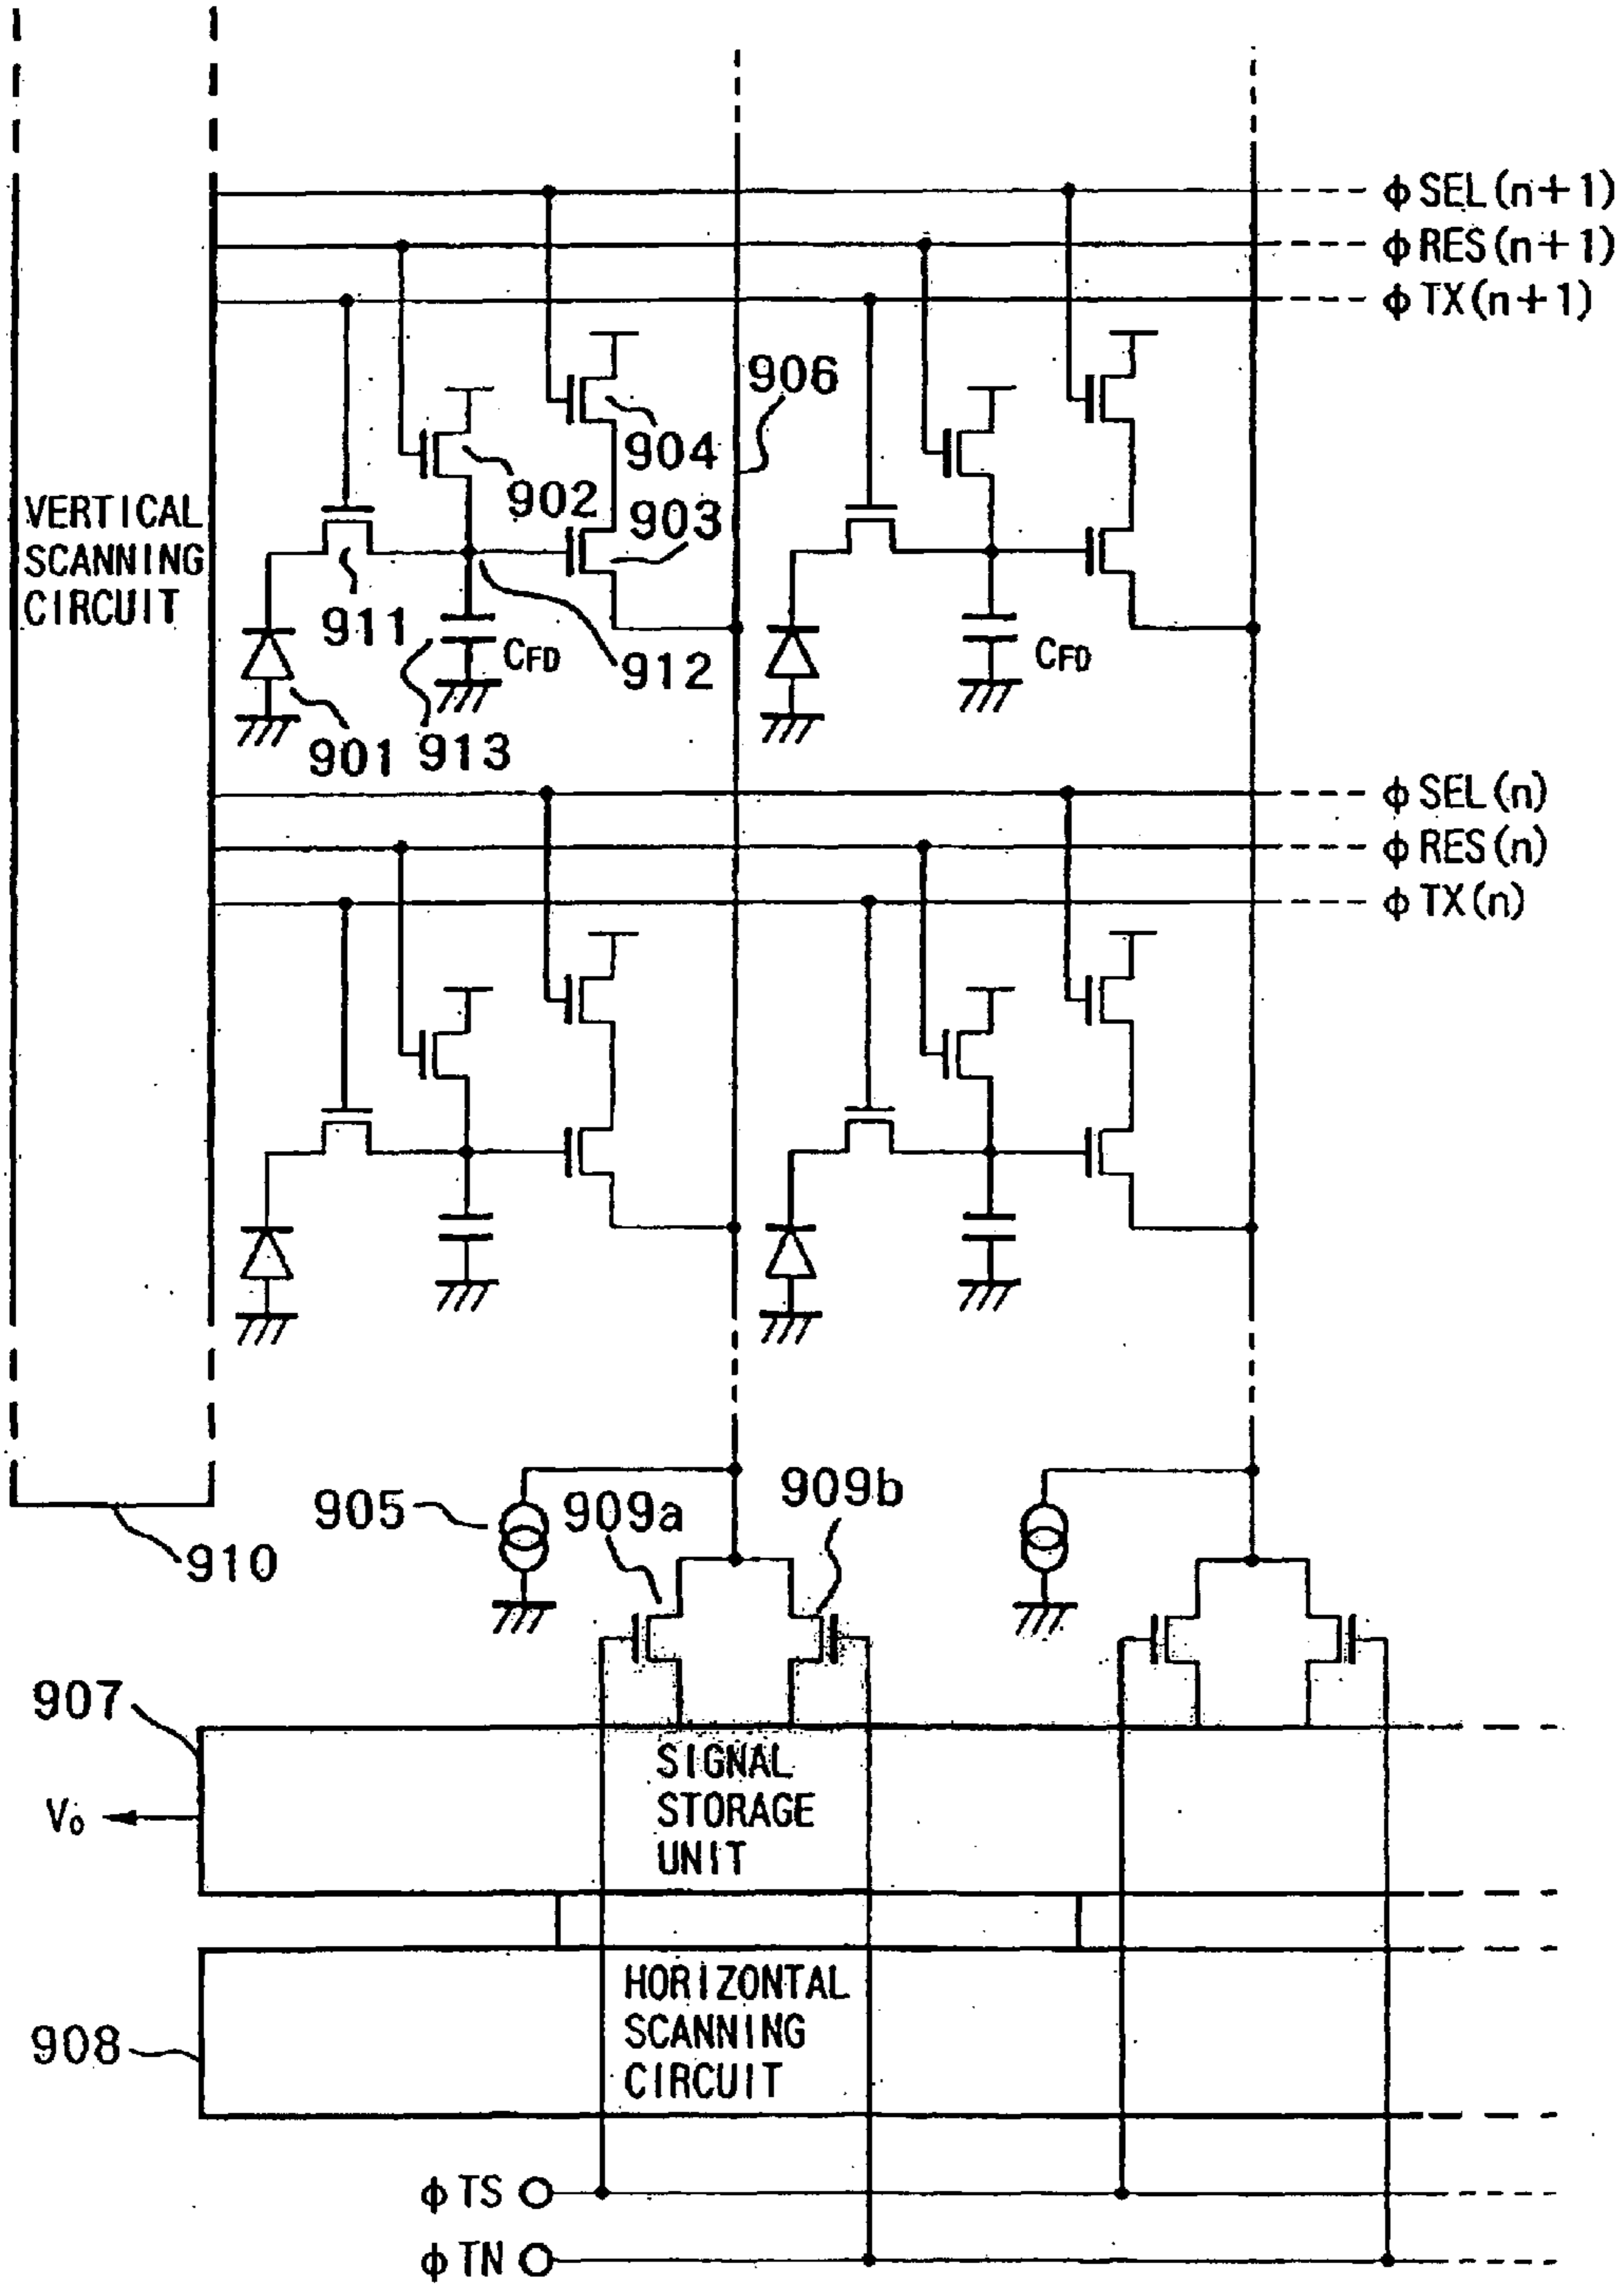 ϕSEL(n+1)
ϕRES(n+1)
ϕTX(n+1)
906
904
902
903
VERTICAL
SCANNING
CIRCUIT
911
CFD
912
CFD
901
913
ϕSEL(n)
ϕRES(n)
ϕTX(n)
905
909a
909b
910
907
SIGNAL
STORAGE
UNIT
V0
HORIZONTAL
SCANNING
CIRCUIT
908
ϕTS
ϕTN